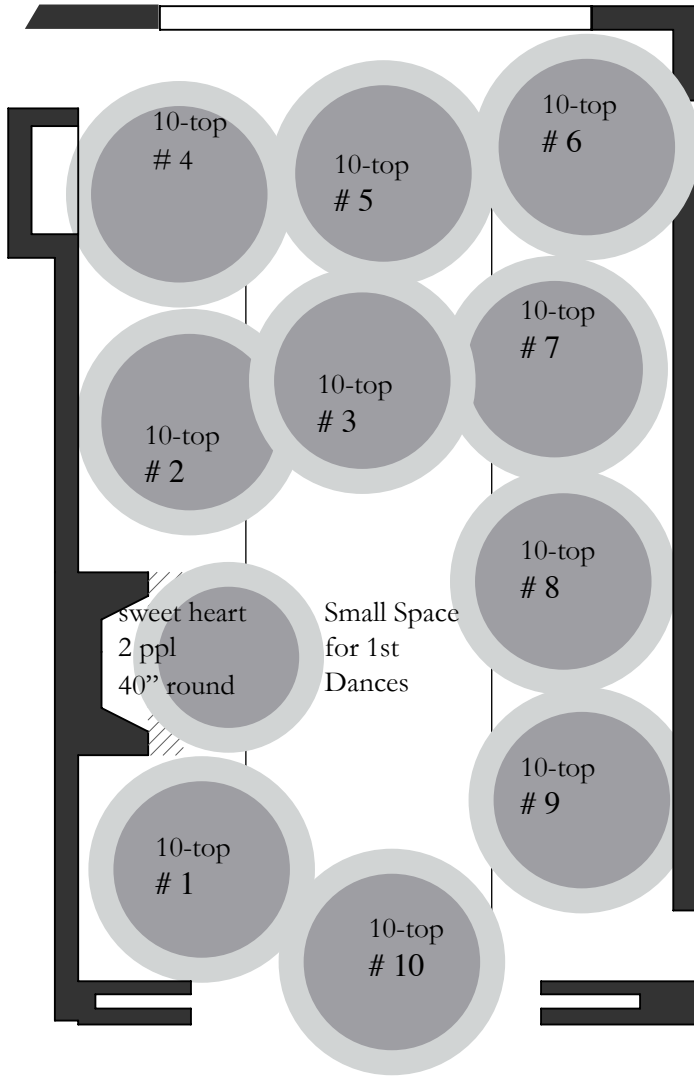 10-top
# 4
10-top
# 5
10-top
# 6
10-top
# 2
10-top
# 3
10-top
# 7
10-top
# 8
sweet heart
2 ppl
40” round
Small Space
for 1st
Dances
10-top
# 9
10-top
# 1
10-top
# 10